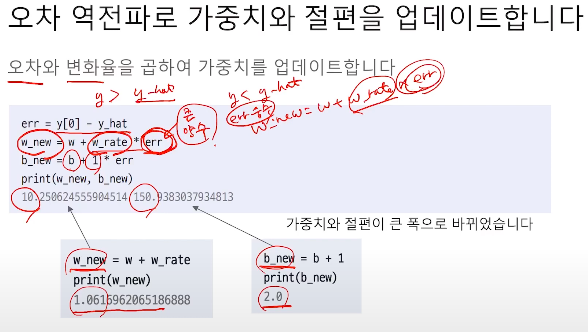 오차 역전파로 가중치와 절편을 업데이트합니다
오차와 변화율을 곱하여 가중치를 업데이트합니다
y > y-hat
y < y-hat
err 음수
w_new = w + w_rate × err
큰
양수
err = y[0] - y_hat
w_new = w + w_rate * err
b_new = b + 1 * err
print(w_new, b_new)
10.250624555904514 150.9383037934813
가중치와 절편이 큰 폭으로 바뀌었습니다
w_new = w + w_rate
print(w_new)
1.0616962065186888
b_new = b + 1
print(b_new)
2.0